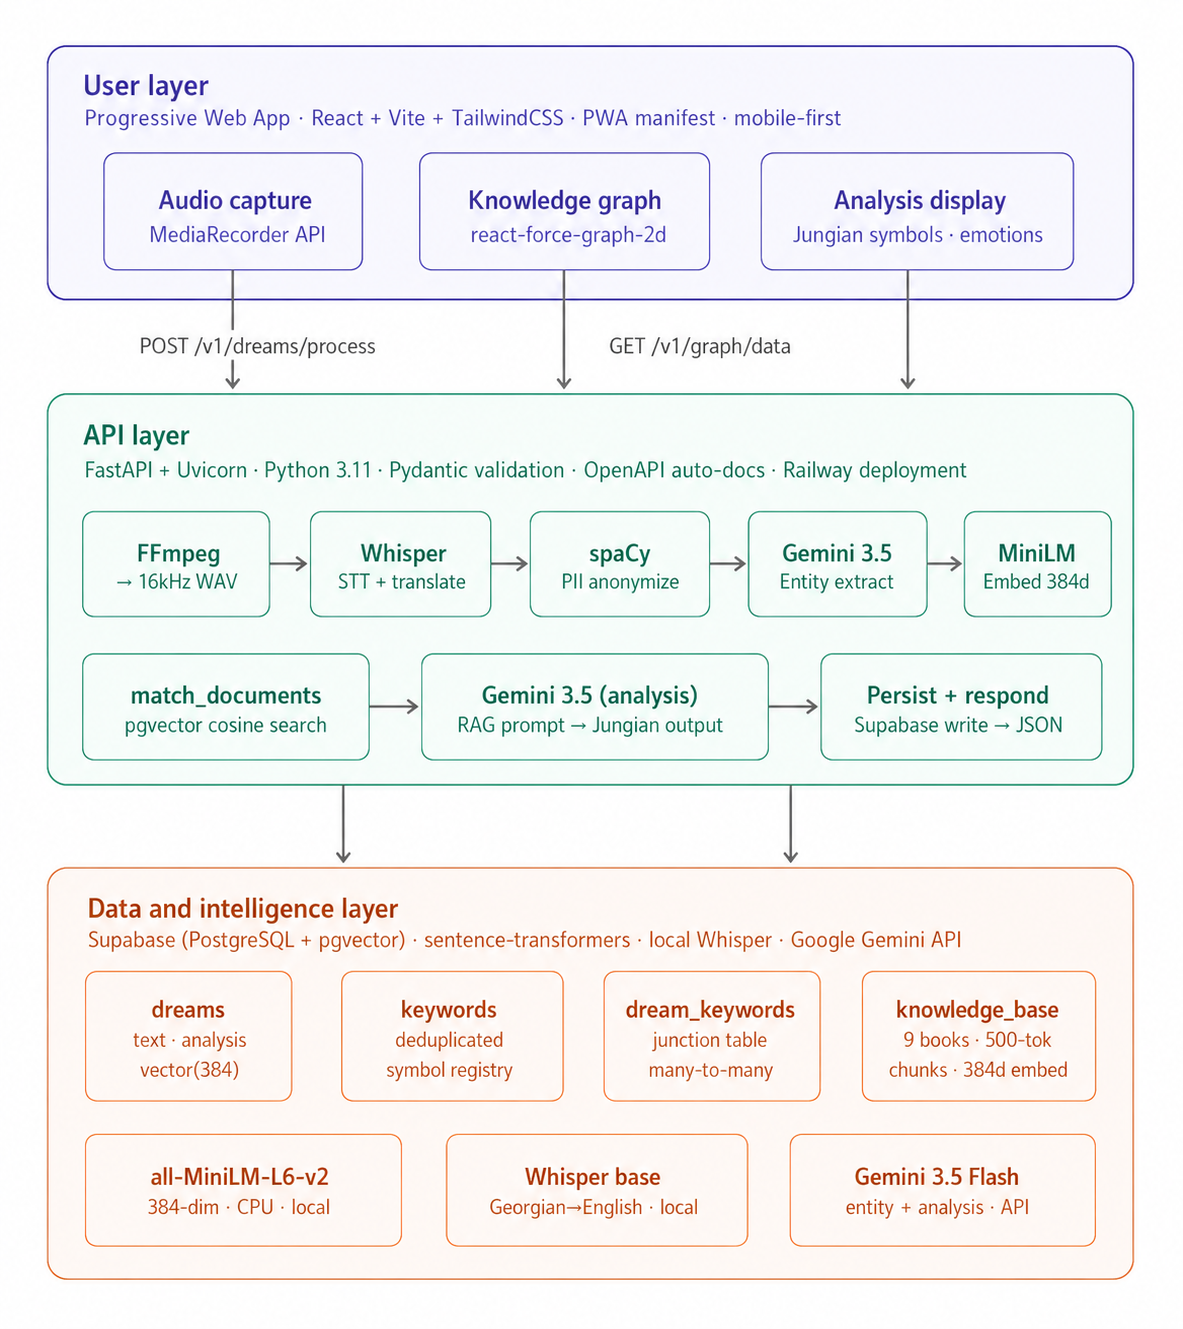 User layer
Progressive Web App · React + Vite + TailwindCSS · PWA manifest · mobile-first
Audio capture
MediaRecorder API
Knowledge graph
react-force-graph-2d
Analysis display
Jungian symbols · emotions
POST /v1/dreams/process
GET /v1/graph/data
API layer
FastAPI + Uvicorn · Python 3.11 · Pydantic validation · OpenAPI auto-docs · Railway deployment
FFmpeg
→ 16kHz WAV
Whisper
STT + translate
spaCy
PII anonymize
Gemini 3.5
Entity extract
MiniLM
Embed 384d
match_documents
pgvector cosine search
Gemini 3.5 (analysis)
RAG prompt → Jungian output
Persist + respond
Supabase write → JSON
Data and intelligence layer
Supabase (PostgreSQL + pgvector) · sentence-transformers · local Whisper · Google Gemini API
dreams
text · analysis
vector(384)
keywords
deduplicated
symbol registry
dream_keywords
junction table
many-to-many
knowledge_base
9 books · 500-tok
chunks · 384d embed
all-MiniLM-L6-v2
384-dim · CPU · local
Whisper base
Georgian→English · local
Gemini 3.5 Flash
entity + analysis · API